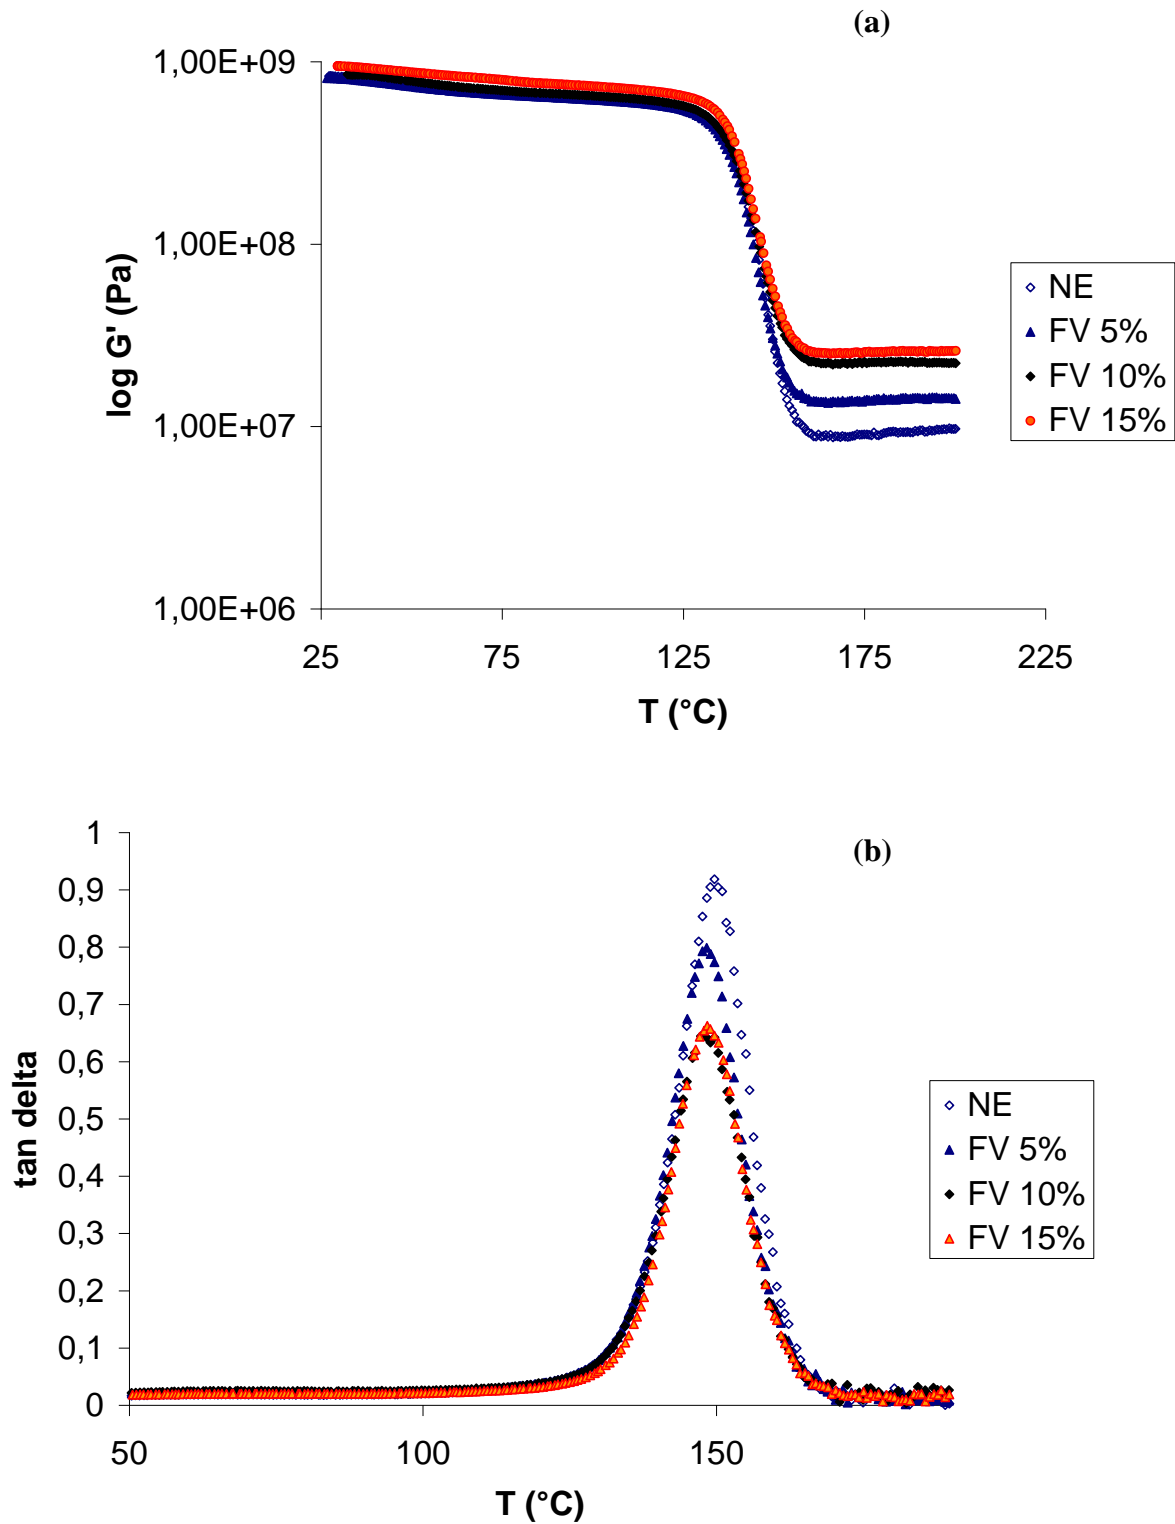 (a)
1,00E+09
1,00E+08
1,00E+07
1,00E+06
log G' (Pa)
25 75 125 175 225
T (°C)
NE
FV 5%
FV 10%
FV 15%
(b)
1
0,9
0,8
0,7
0,6
0,5
0,4
0,3
0,2
0,1
0
tan delta
50 100 150
T (°C)
NE
FV 5%
FV 10%
FV 15%